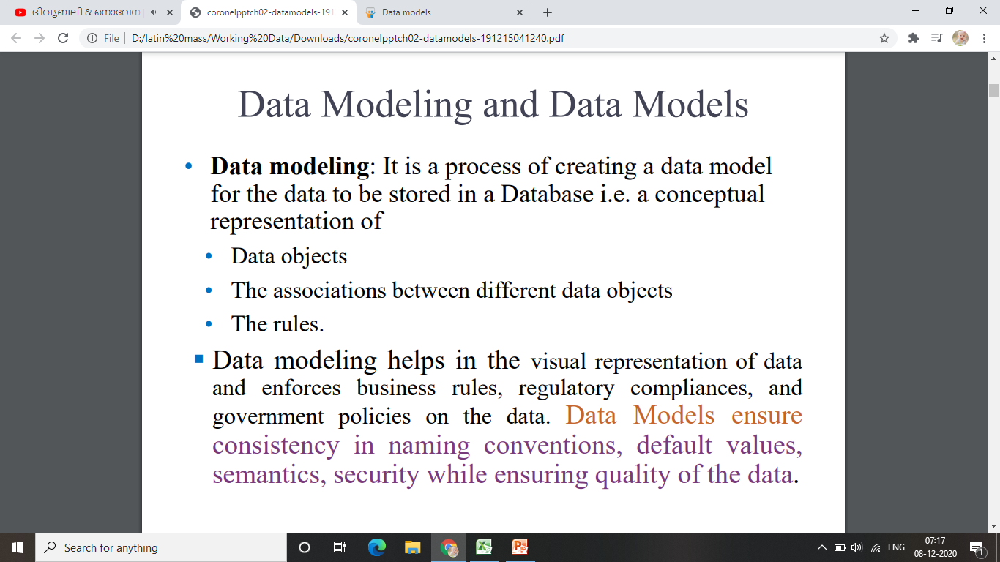 ദിവ്യബലി & നൊവേന
coronelpptch02-datamodels-191
Data models
File
D:/latin%20mass/Working%20Data/Downloads/coronelpptch02-datamodels-191215041240.pdf
Data Modeling and Data Models
• Data modeling: It is a process of creating a data model
for the data to be stored in a Database i.e. a conceptual
representation of
• Data objects
• The associations between different data objects
• The rules.
■ Data modeling helps in the visual representation of data
and enforces business rules, regulatory compliances, and
government policies on the data. Data Models ensure
consistency in naming conventions, default values,
semantics, security while ensuring quality of the data.
Search for anything
ENG
07:17
08-12-2020
1